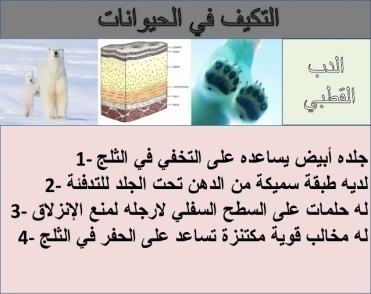 التكيف في الحيوانات
الدب
القطبي
جلده أبيض يساعده على التخفي في الثلج -1
لديه طبقة سميكة من الدهن تحت الجلد للتدفئة -2
له حلمات على السطح السفلي لارجله لمنع الإنزلاق -3
له مخالب قوية مكتنزة تساعد على الحفر في الثلج -4